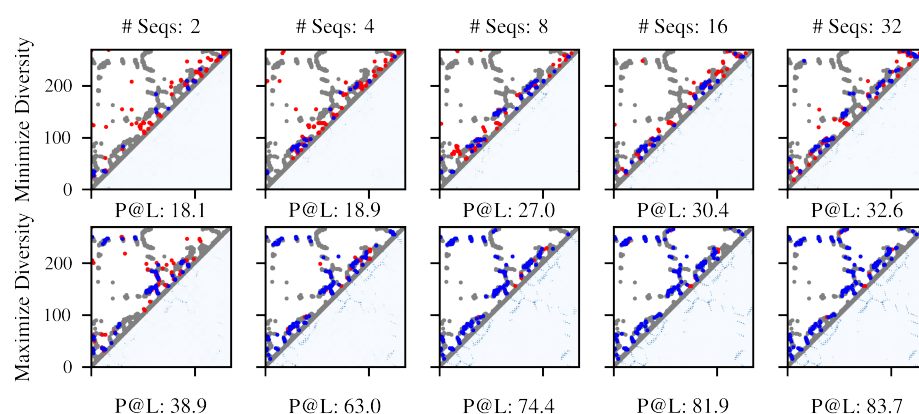 # Seqs: 2 # Seqs: 4 # Seqs: 8 # Seqs: 16 # Seqs: 32
Minimize Diversity
200
100
0
P@L: 18.1 P@L: 18.9 P@L: 27.0 P@L: 30.4 P@L: 32.6
Maximize Diversity
200
100
0
P@L: 38.9 P@L: 63.0 P@L: 74.4 P@L: 81.9 P@L: 83.7